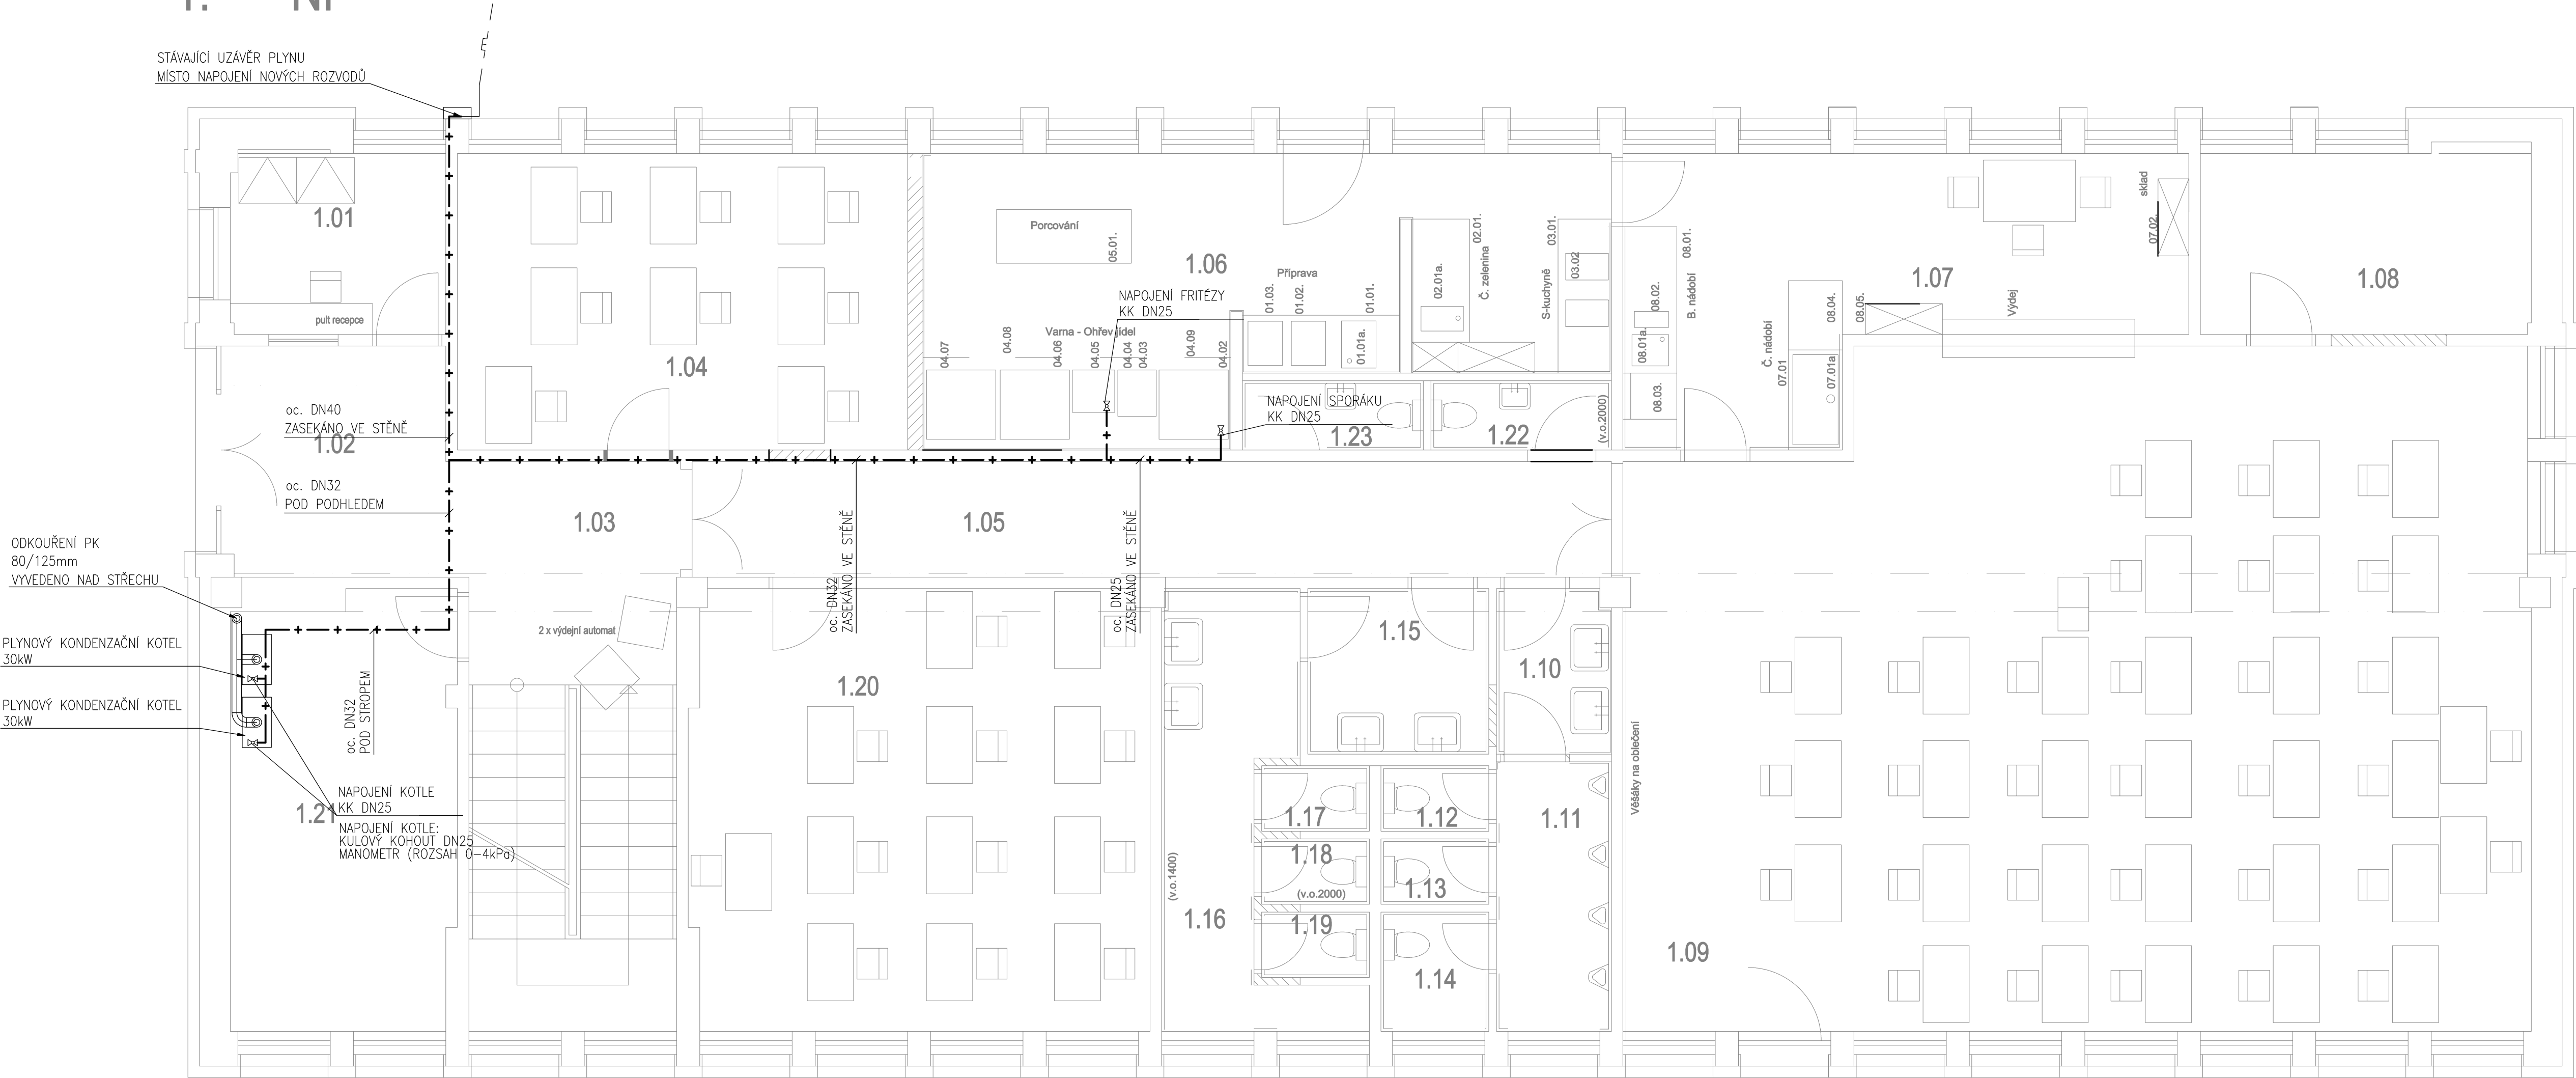 1. NP
STÁVAJÍCÍ UZÁVĚR PLYNU
MÍSTO NAPOJENÍ NOVÝCH ROZVODŮ
1.01
pult recepce
oc. DN40
ZASEKÁNO VE STĚNĚ
1.02
oc. DN32
POD PODHLEDEM
1.03
1.04
1.05
ODKOUŘENÍ PK
80/125mm
VYVEDENO NAD STŘECHU
PLYNOVÝ KONDENZAČNÍ KOTEL
30kW
PLYNOVÝ KONDENZAČNÍ KOTEL
30kW
oc. DN32
POD STROPEM
NAPOJENÍ KOTLE
KK DN25
NAPOJENÍ KOTLE:
KULOVÝ KOHOUT DN25
MANOMETR (ROZSAH 0-4kPa)
1.21
2 x výdejní automat
oc. DN32
ZASEKÁNO VE STĚNĚ
oc. DN25
ZASEKÁNO VE STĚNĚ
Porcování
05.01.
1.06
NAPOJENÍ FRITÉZY
KK DN25
Varna - Ohřev jídel
04.07
04.08
04.06
04.05
04.04
04.03
04.09
04.02
NAPOJENÍ SPORÁKU
KK DN25
Příprava
01.03.
01.02.
01.01.
01.01a.
02.01.
02.01a.
Č. zelenina
03.01.
03.02
S-kuchyně
1.23
1.22
(v.o.2000)
08.01.
08.02.
08.01a.
08.03.
B. nádobí
Č. nádobí
07.01
07.01a
08.04.
08.05.
1.07
Výdej
sklad
07.02.
1.08
1.20
1.15
1.10
1.17
1.12
1.11
1.18
(v.o.2000)
1.13
1.19
1.14
1.16
(v.o.1400)
Věšáky na oblečení
1.09